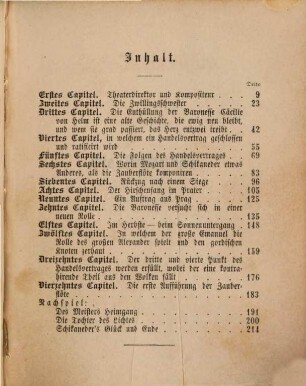 Inhalt.
Seite
Erstes Capitel. Theaterdirektor und Komponist . . 9
Zweites Capitel. Die Zwillingsschwester . . . 23
Drittes Capitel. Die Enthüllung der Baronesse Cäcilie
von Heim ist eine alte Geschichte, die ewig neu bleibt,
und wem sie grad passirt, das Herz entzwei treibt . . 42
Viertes Capitel, in welchem ein Handelsvertrag geschlossen
und ratificirt wird . . . 55
Fünftes Capitel. Die Folgen des Handelsvertrages . 69
Sechstes Capitel. Worin Mozart und Schikaneder etwas
Anderes, als die Zauberflöte komponiren . . . 83
Siebentes Capitel. Rückzug nach einem Siege . . 96
Achtes Capitel. Der Hirschensang im Prater . . 105
Neuntes Capitel. Ein Auftrag aus Prag . . . 125
Zehntes Capitel. Die Baronesse versucht sich in einer
neuen Rolle . . . 135
Elftes Capitel. Im Herbste — beim Sonnenuntergang . 148
Zwölftes Capitel. In welchem der große Emanuel die
Rolle des großen Alexander spielt und den gordischen
Knoten zerhaut . . . 159
Dreizehntes Capitel. Der dritte und vierte Punkt des
Handelsvertrages werden erfüllt, wobei der eine kontra-
hirende Theil aus den Wolken fällt . . . 176
Vierzehntes Capitel. Die erste Aufführung der Zauber-
flöte . . . 183
Nachspiel:
Des Meisters Heimgang . . . 191
Die Tochter des Lichtes . . . 200
Schikaneder's Glück und Ende . . . 214